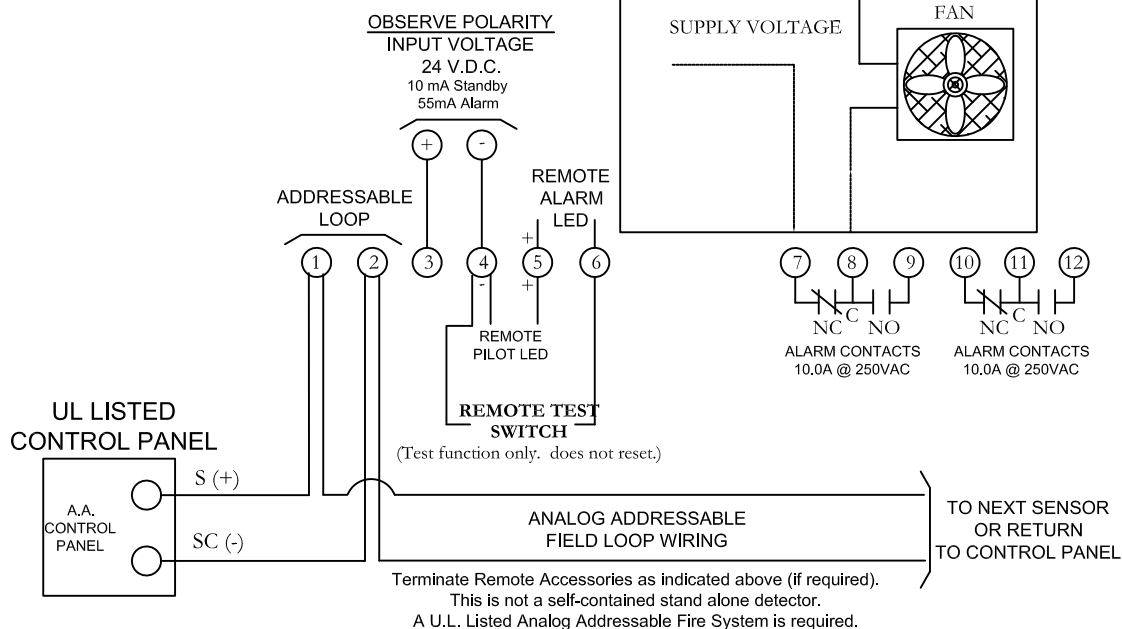 OBSERVE POLARITY
INPUT VOLTAGE
24 V.D.C.
10 mA Standby
55mA Alarm
+
-
SUPPLY VOLTAGE
FAN
ADDRESSABLE
LOOP
REMOTE
ALARM
LED
+
1
2
3
4
5
6
7
8
9
10
11
12
-
+
REMOTE
PILOT LED
NC
C
NO
ALARM CONTACTS
10.0A @ 250VAC
NC
C
NO
ALARM CONTACTS
10.0A @ 250VAC
REMOTE TEST
SWITCH
(Test function only. does not reset.)
UL LISTED
CONTROL PANEL
A.A.
CONTROL
PANEL
S (+)
SC (-)
ANALOG ADDRESSABLE
FIELD LOOP WIRING
TO NEXT SENSOR
OR RETURN
TO CONTROL PANEL
Terminate Remote Accessories as indicated above (if required).
This is not a self-contained stand alone detector.
A U.L. Listed Analog Addressable Fire System is required.